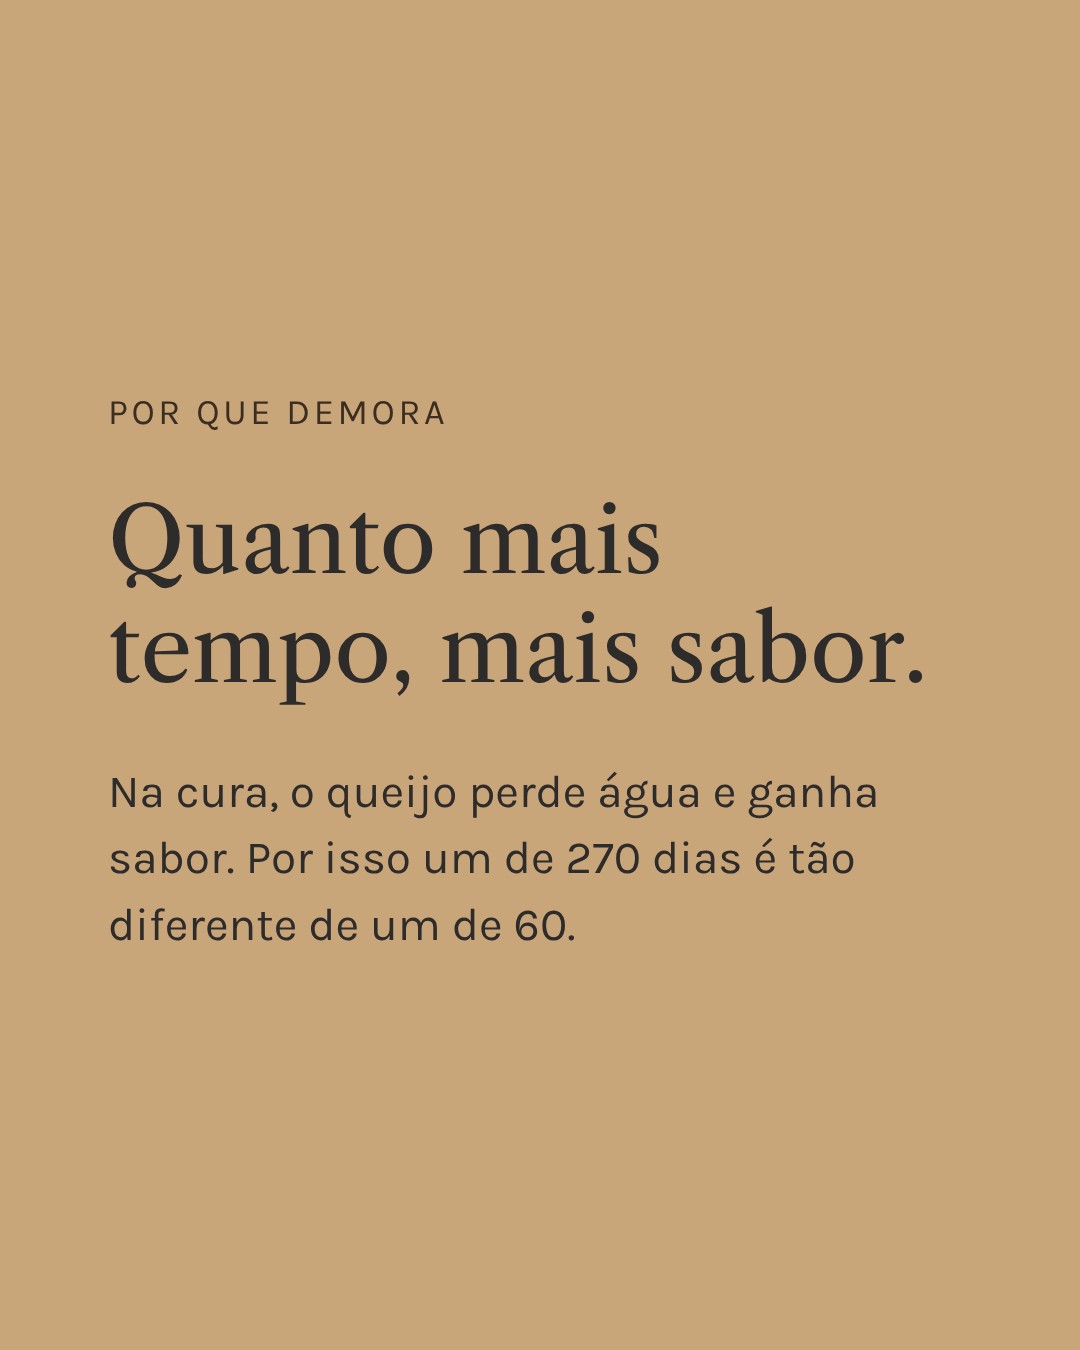 POR QUE DEMORA
Quanto mais
tempo, mais sabor.
Na cura, o queijo perde água e ganha
sabor. Por isso um de 270 dias é tão
diferente de um de 60.